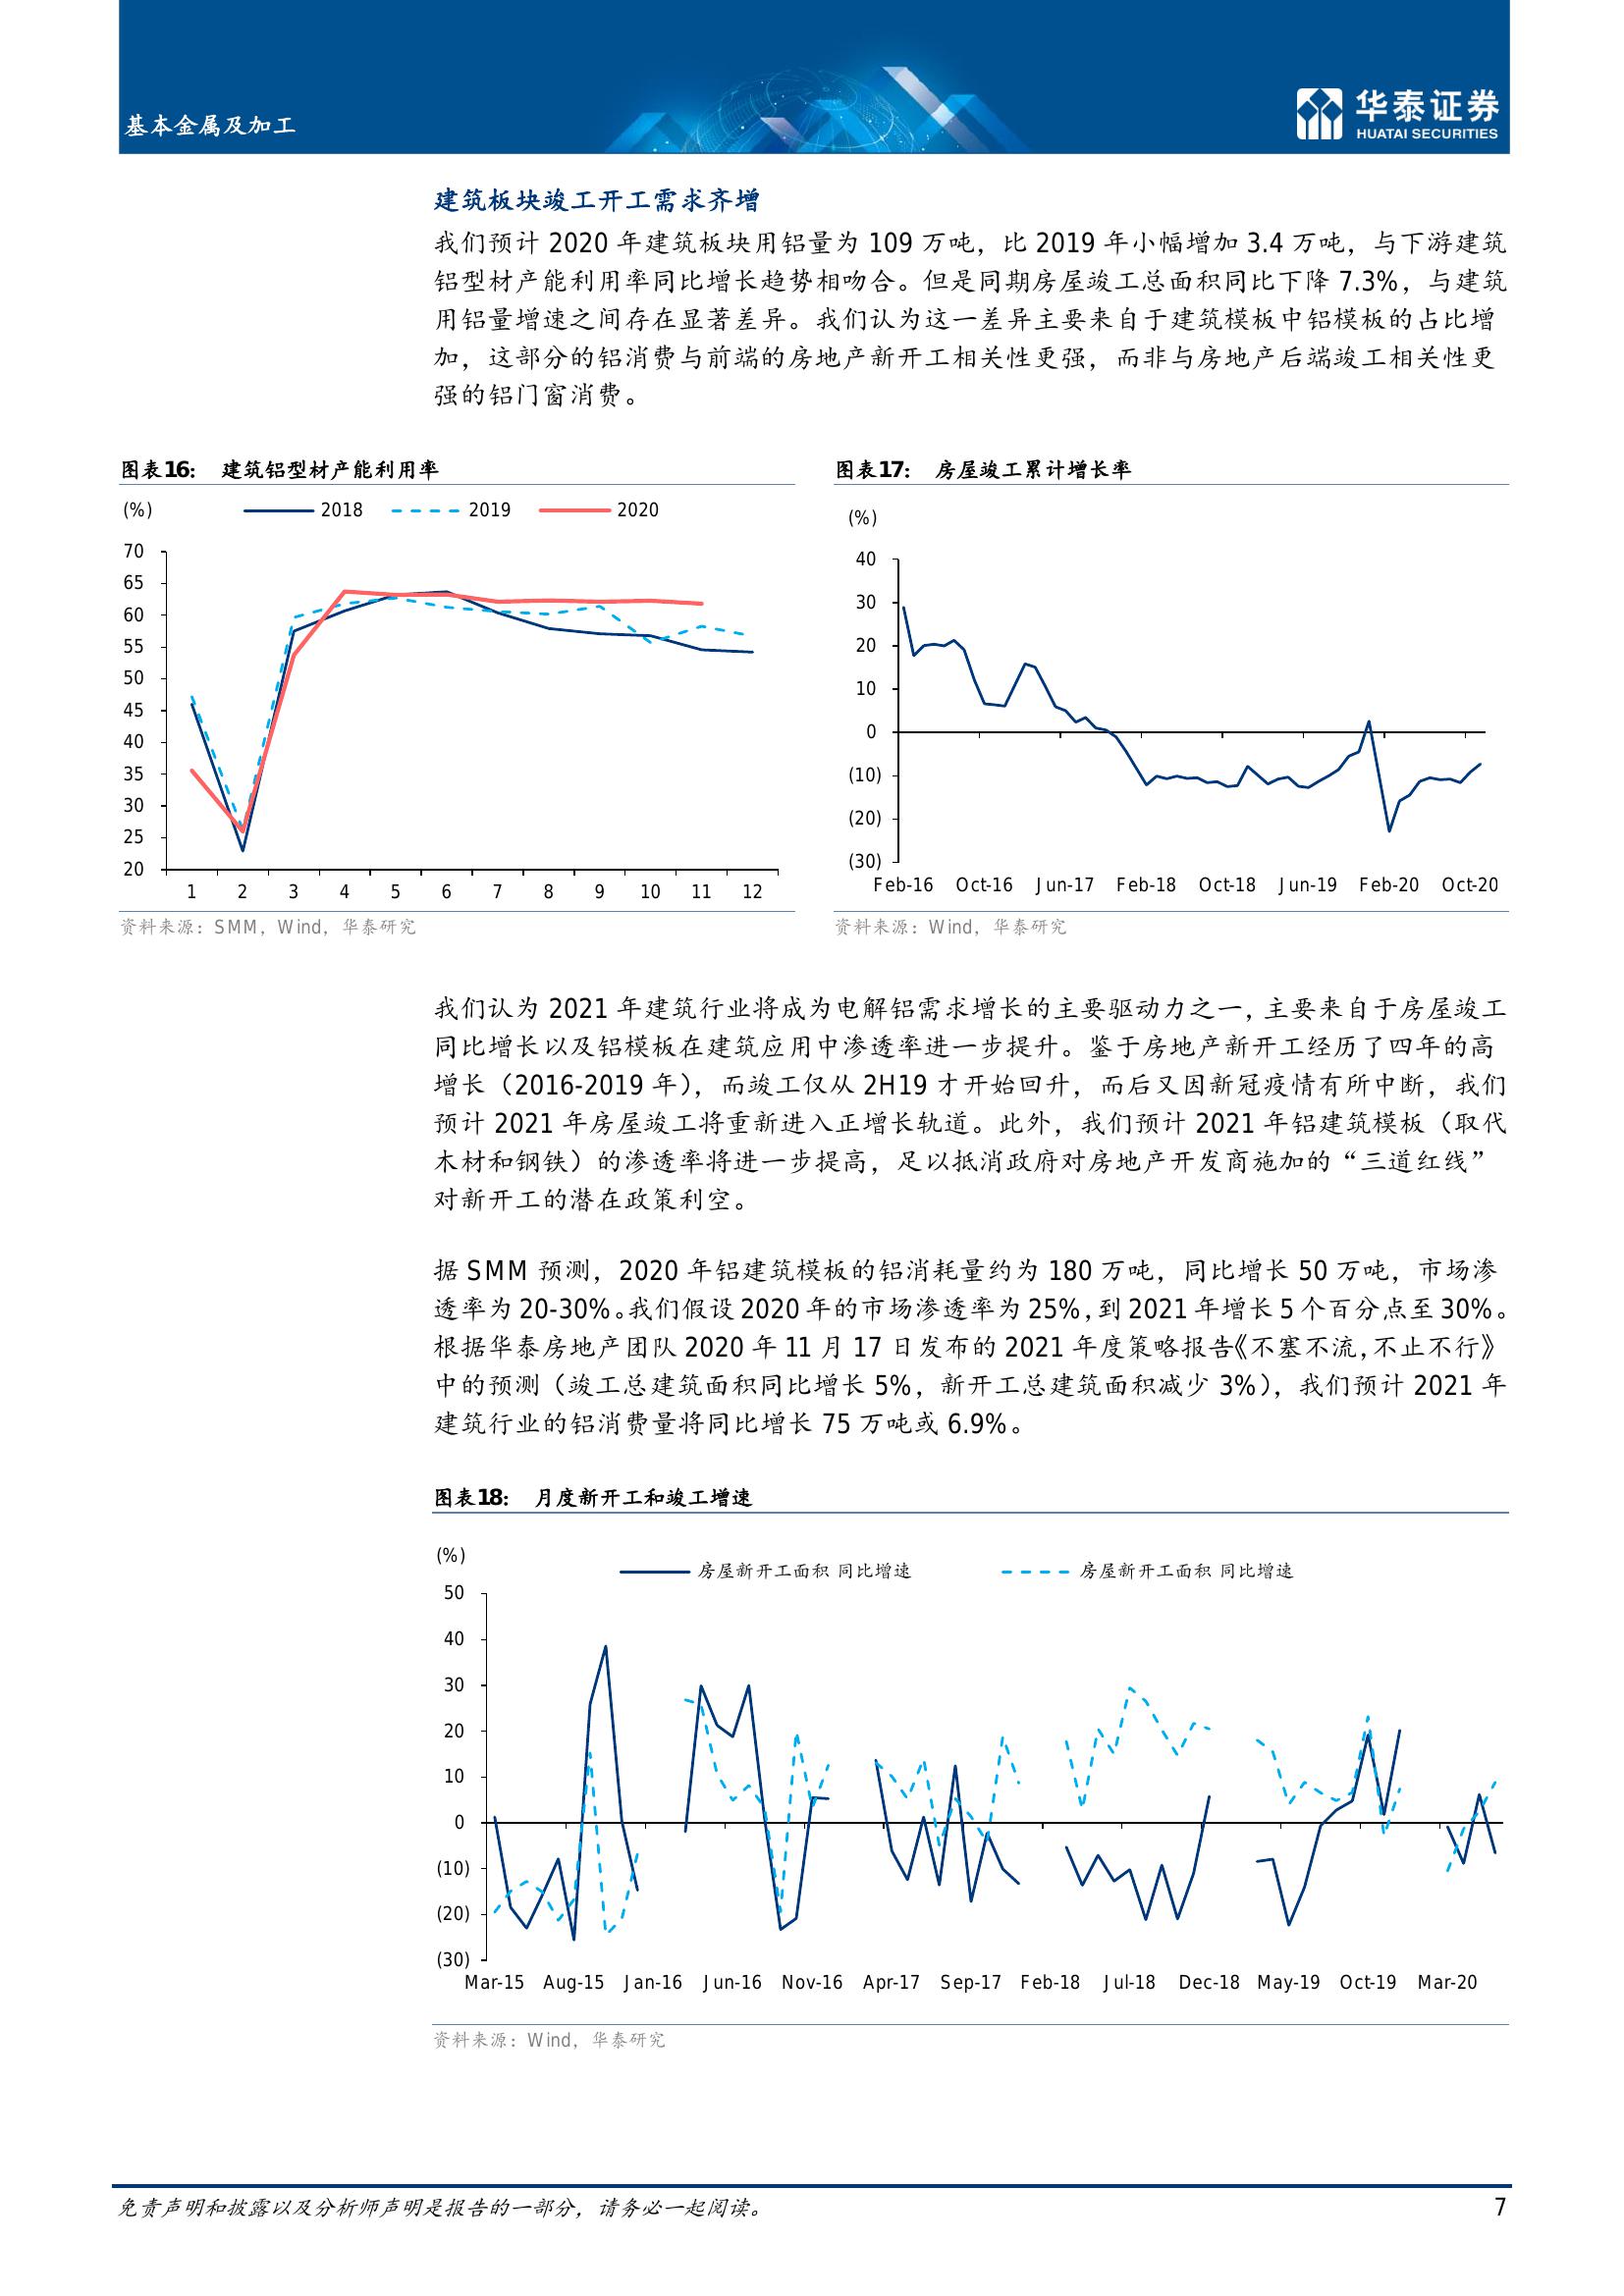 基本金属及加工
华泰证券
HUATAI SECURITIES
建筑板块竣工开工需求齐增
我们预计 2020 年建筑板块用铝量为 109 万吨，比 2019 年小幅增加 3.4 万吨，与下游建筑
铝型材产能利用率同比增长趋势相吻合。但是同期房屋竣工总面积同比下降 7.3%，与建筑
用铝量增速之间存在显著差异。我们认为这一差异主要来自于建筑模板中铝模板的占比增
加，这部分的铝消费与前端的房地产新开工相关性更强，而非与房地产后端竣工相关性更
强的铝门窗消费。
图表16： 建筑铝型材产能利用率
(%)
2018 2019 2020
70
65
60
55
50
45
40
35
30
25
20
1 2 3 4 5 6 7 8 9 10 11 12
资料来源：SMM，Wind，华泰研究
图表17： 房屋竣工累计增长率
(%)
40
30
20
10
0
(10)
(20)
(30)
Feb-16 Oct-16 Jun-17 Feb-18 Oct-18 Jun-19 Feb-20 Oct-20
资料来源：Wind，华泰研究
我们认为 2021 年建筑行业将成为电解铝需求增长的主要驱动力之一，主要来自于房屋竣工
同比增长以及铝模板在建筑应用中渗透率进一步提升。鉴于房地产新开工经历了四年的高
增长（2016-2019 年），而竣工仅从 2H19 才开始回升，而后又因新冠疫情有所中断，我们
预计 2021 年房屋竣工将重新进入正增长轨道。此外，我们预计 2021 年铝建筑模板（取代
木材和钢铁）的渗透率将进一步提高，足以抵消政府对房地产开发商施加的“三道红线”
对新开工的潜在政策利空。
据 SMM 预测，2020 年铝建筑模板的铝消耗量约为 180 万吨，同比增长 50 万吨，市场渗
透率为 20-30%。我们假设 2020 年的市场渗透率为 25%，到 2021 年增长 5 个百分点至 30%。
根据华泰房地产团队 2020 年 11 月 17 日发布的 2021 年度策略报告《不塞不流，不止不行》
中的预测（竣工总建筑面积同比增长 5%，新开工总建筑面积减少 3%），我们预计 2021 年
建筑行业的铝消费量将同比增长 75 万吨或 6.9%。
图表18： 月度新开工和竣工增速
(%)
房屋新开工面积 同比增速 房屋新开工面积 同比增速
50
40
30
20
10
0
(10)
(20)
(30)
Mar-15 Aug-15 Jan-16 Jun-16 Nov-16 Apr-17 Sep-17 Feb-18 Jul-18 Dec-18 May-19 Oct-19 Mar-20
资料来源：Wind，华泰研究
免责声明和披露以及分析师声明是报告的一部分，请务必一起阅读。
7